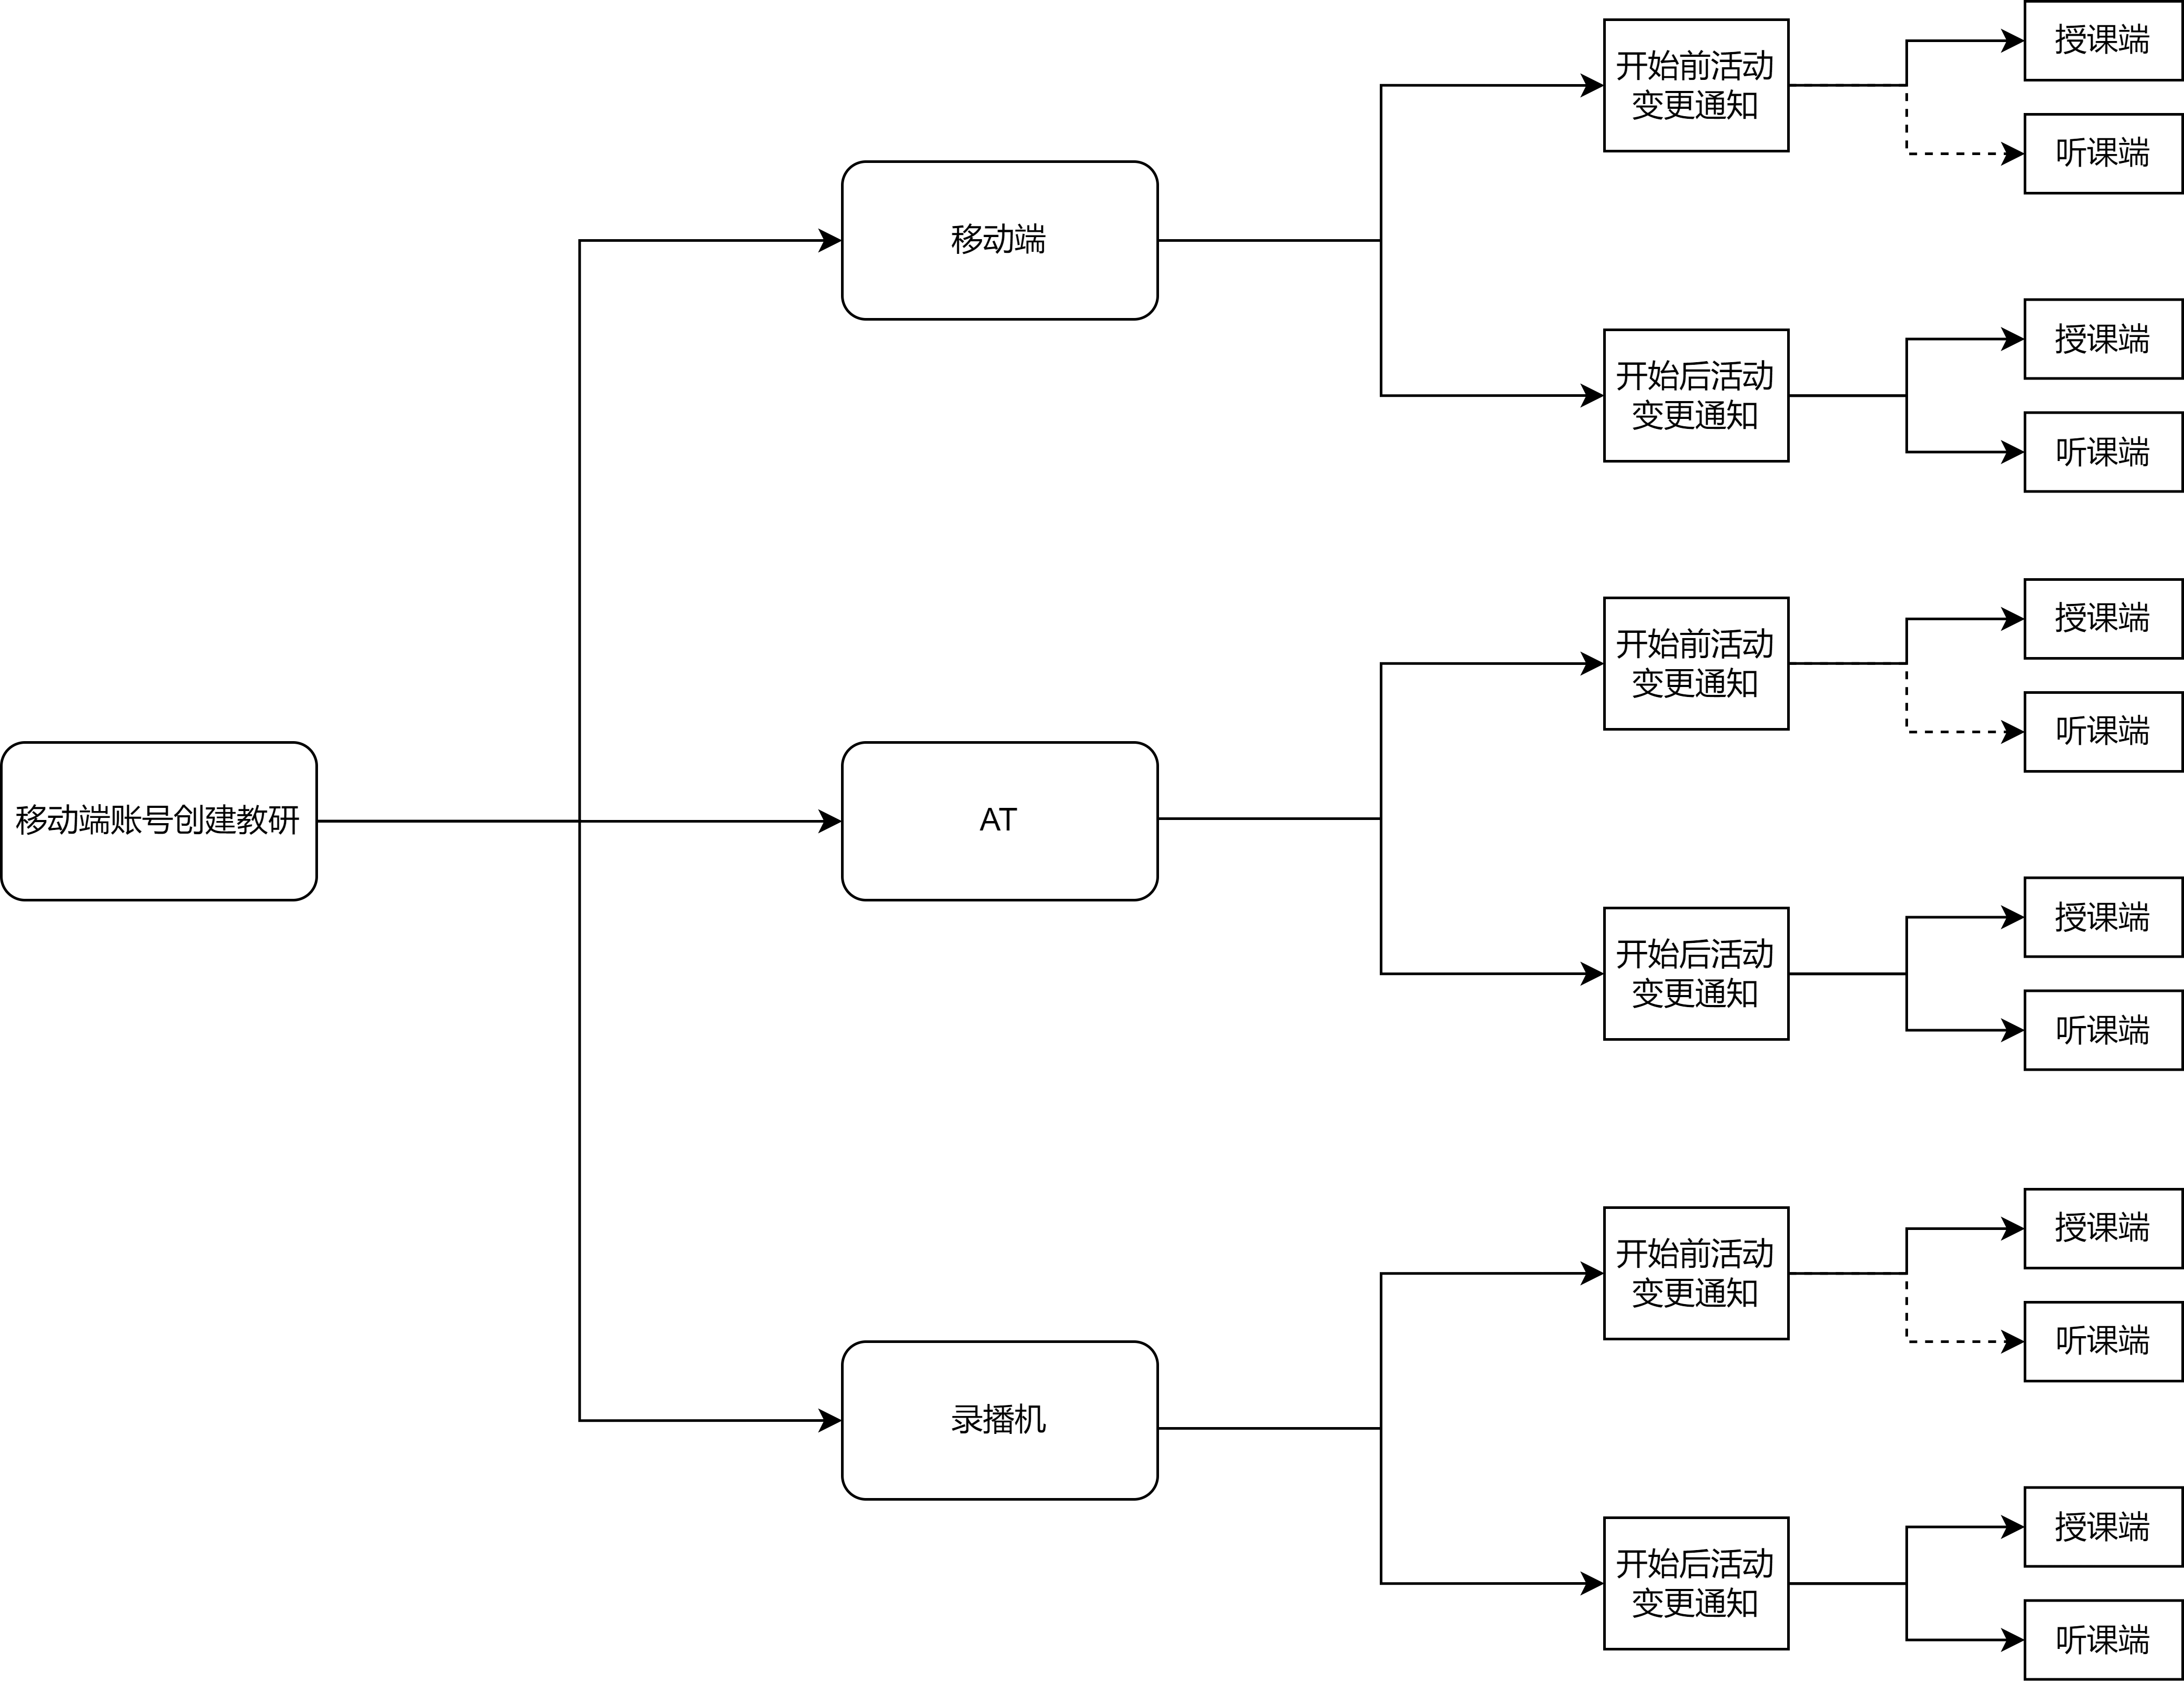 授课端
开始前活动
变更通知
听课端
移动端
授课端
开始后活动
变更通知
听课端
授课端
开始前活动
变更通知
听课端
移动端账号创建教研
AT
授课端
开始后活动
变更通知
听课端
授课端
开始前活动
变更通知
听课端
录播机
授课端
开始后活动
变更通知
听课端